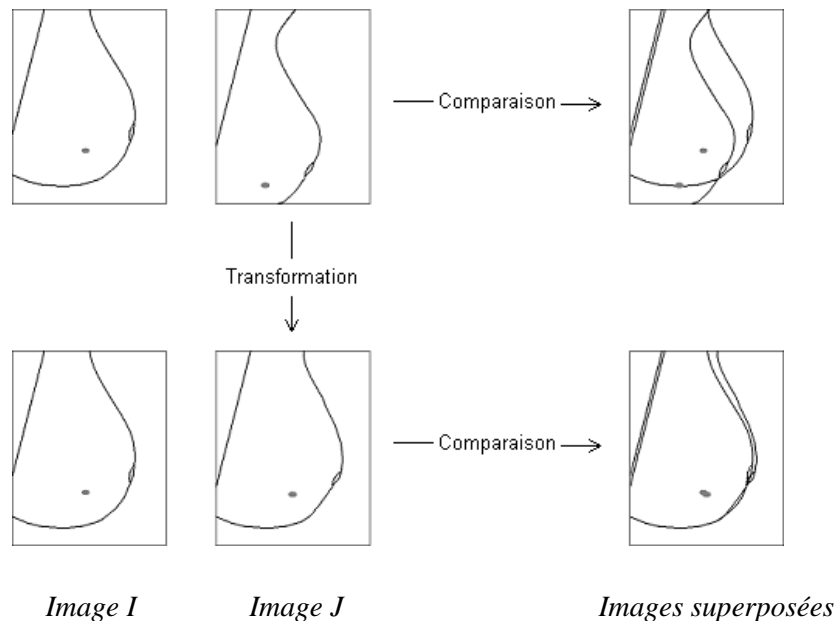 Comparaison
Transformation
Comparaison
Image I Image J Images superposées